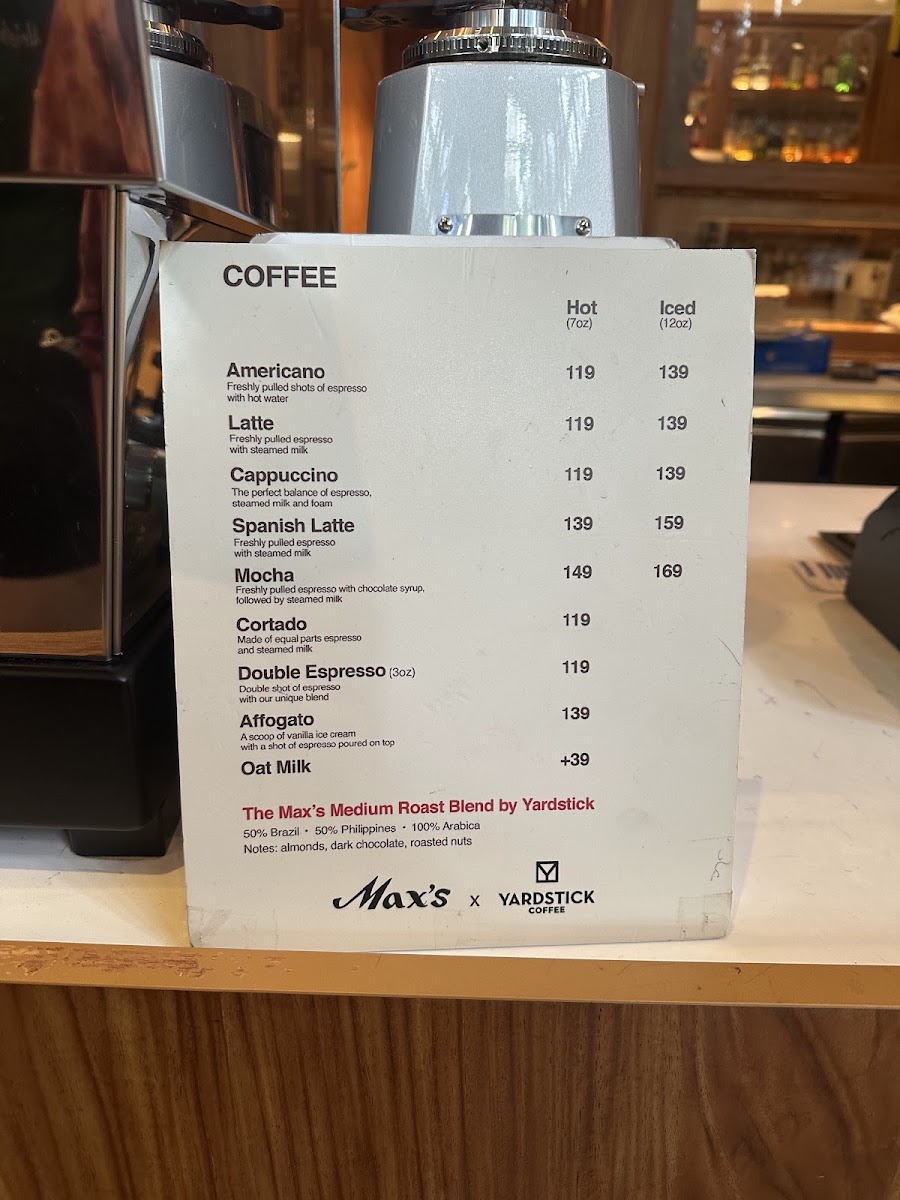 COFFEE
Hot Iced
(7oz) (12oz)
Americano 119 139
Freshly pulled shots of espresso
with hot water
Latte 119 139
Freshly pulled espresso
with steamed milk
Cappuccino 119 139
The perfect balance of espresso,
steamed milk and foam
Spanish Latte 139 159
Freshly pulled espresso
with steamed milk
Mocha 149 169
Freshly pulled espresso with chocolate syrup,
followed by steamed milk
Cortado 119
Made of equal parts espresso
and steamed milk
Double Espresso (3oz) 119
Double shot of espresso
with our unique blend
Affogato 139
A scoop of vanilla ice cream
with a shot of espresso poured on top
Oat Milk +39
The Max's Medium Roast Blend by Yardstick
50% Brazil · 50% Philippines · 100% Arabica
Notes: almonds, dark chocolate, roasted nuts
Max's x YARDSTICK
COFFEE